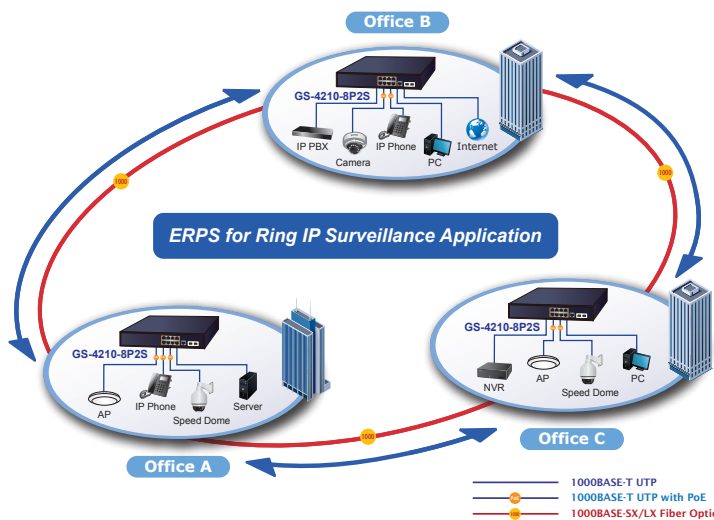 Office B
GS-4210-8P2S
IP PBX
Camera
IP Phone
PC
Internet
1000
1000
ERPS for Ring IP Surveillance Application
GS-4210-8P2S
AP
IP Phone
Speed Dome
Server
Office A
GS-4210-8P2S
NVR
AP
Speed Dome
PC
Office C
1000
1000BASE-T UTP
PoE
1000BASE-T UTP with PoE
1000
1000BASE-SX/LX Fiber Optic